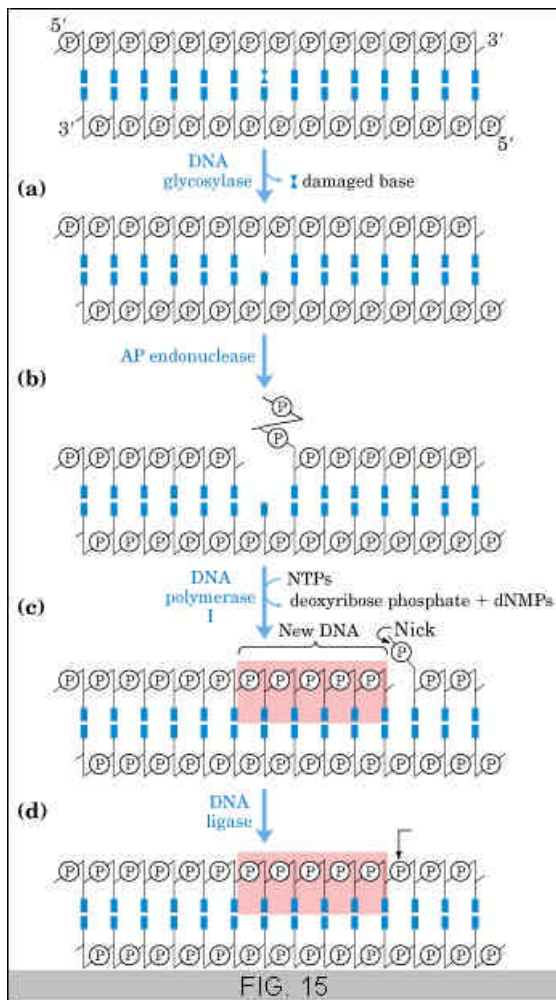 5′
P P P P P P P P P P P P P P 3′
3′ P P P P P P P P P P P P P P
5′
DNA
glycosylase
damaged base
(a)
P P P P P P P P P P P P P P
P P P P P P P P P P P P P P
AP endonuclease
(b)
P
P
P P P P P P P P P P P P
P P P P P P P P P P P P P P
DNA
polymerase
I
NTPs
deoxyribose phosphate + dNMPs
(c)
New DNA
Nick
P
P P P P P P P P P P P P P
P P P P P P P P P P P P P P
(d)
DNA
ligase
P P P P P P P P P P P P P P
P P P P P P P P P P P P P P
FIG. 15